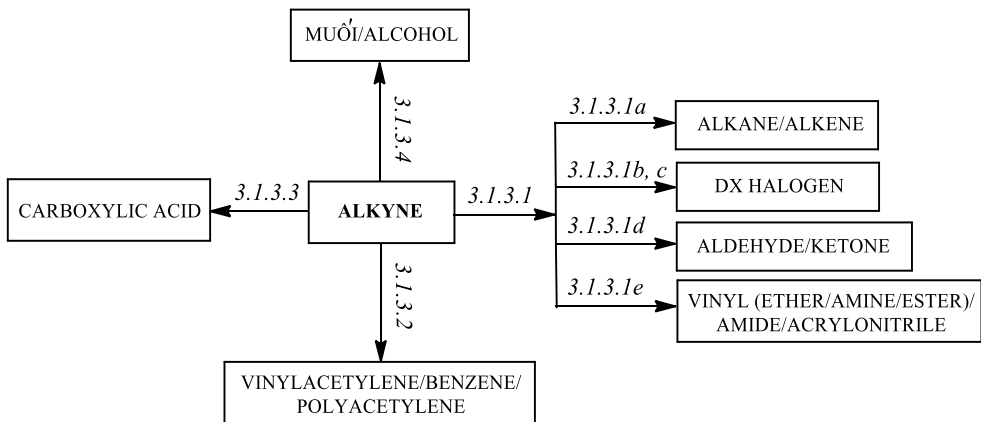 MUỐI/ALCOHOL
3.1.3.4
3.1.3.1a
ALKANE/ALKENE
3.1.3.1b, c
DX HALOGEN
CARBOXYLIC ACID
3.1.3.3
ALKYNE
3.1.3.1
3.1.3.1d
ALDEHYDE/KETONE
3.1.3.1e
VINYL (ETHER/AMINE/ESTER)/
AMIDE/ACRYLONITRILE
3.1.3.2
VINYLACETYLENE/BENZENE/
POLYACETYLENE